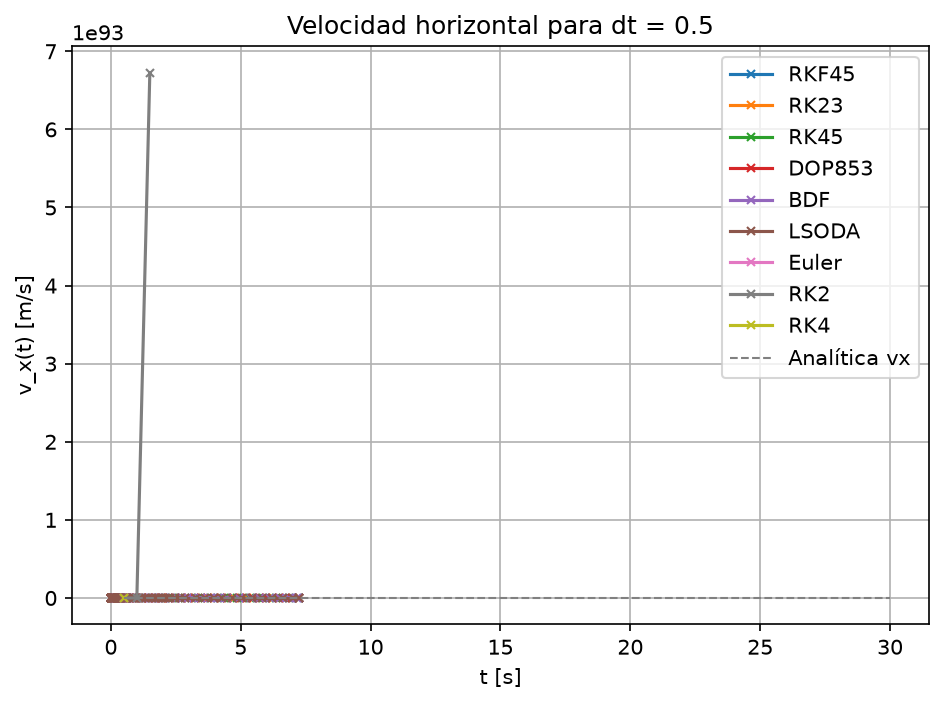 Velocidad horizontal para dt = 0.5
1e93
7
6
5
4
3
2
1
0
v_x(t) [m/s]
0 5 10 15 20 25 30
t [s]
RKF45
RK23
RK45
DOP853
BDF
LSODA
Euler
RK2
RK4
Analítica vx